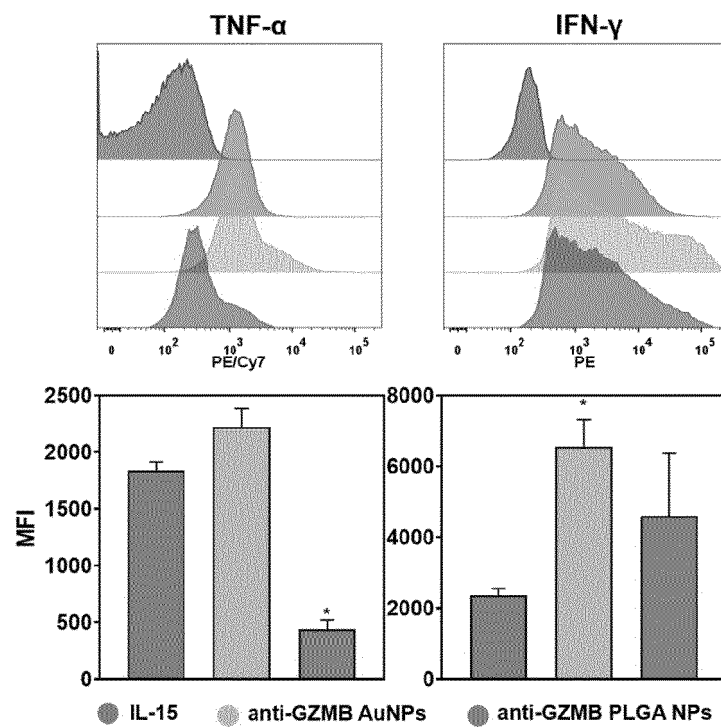 TNF-α IFN-γ
0 10² 10³ 10⁴ 10⁵ 0 10² 10³ 10⁴ 10⁵
PE/Cy7 PE
2500 8000
2000 6000
1500 4000
1000 2000
500 0
0
MFI
* *
IL-15 anti-GZMB AuNPs anti-GZMB PLGA NPs